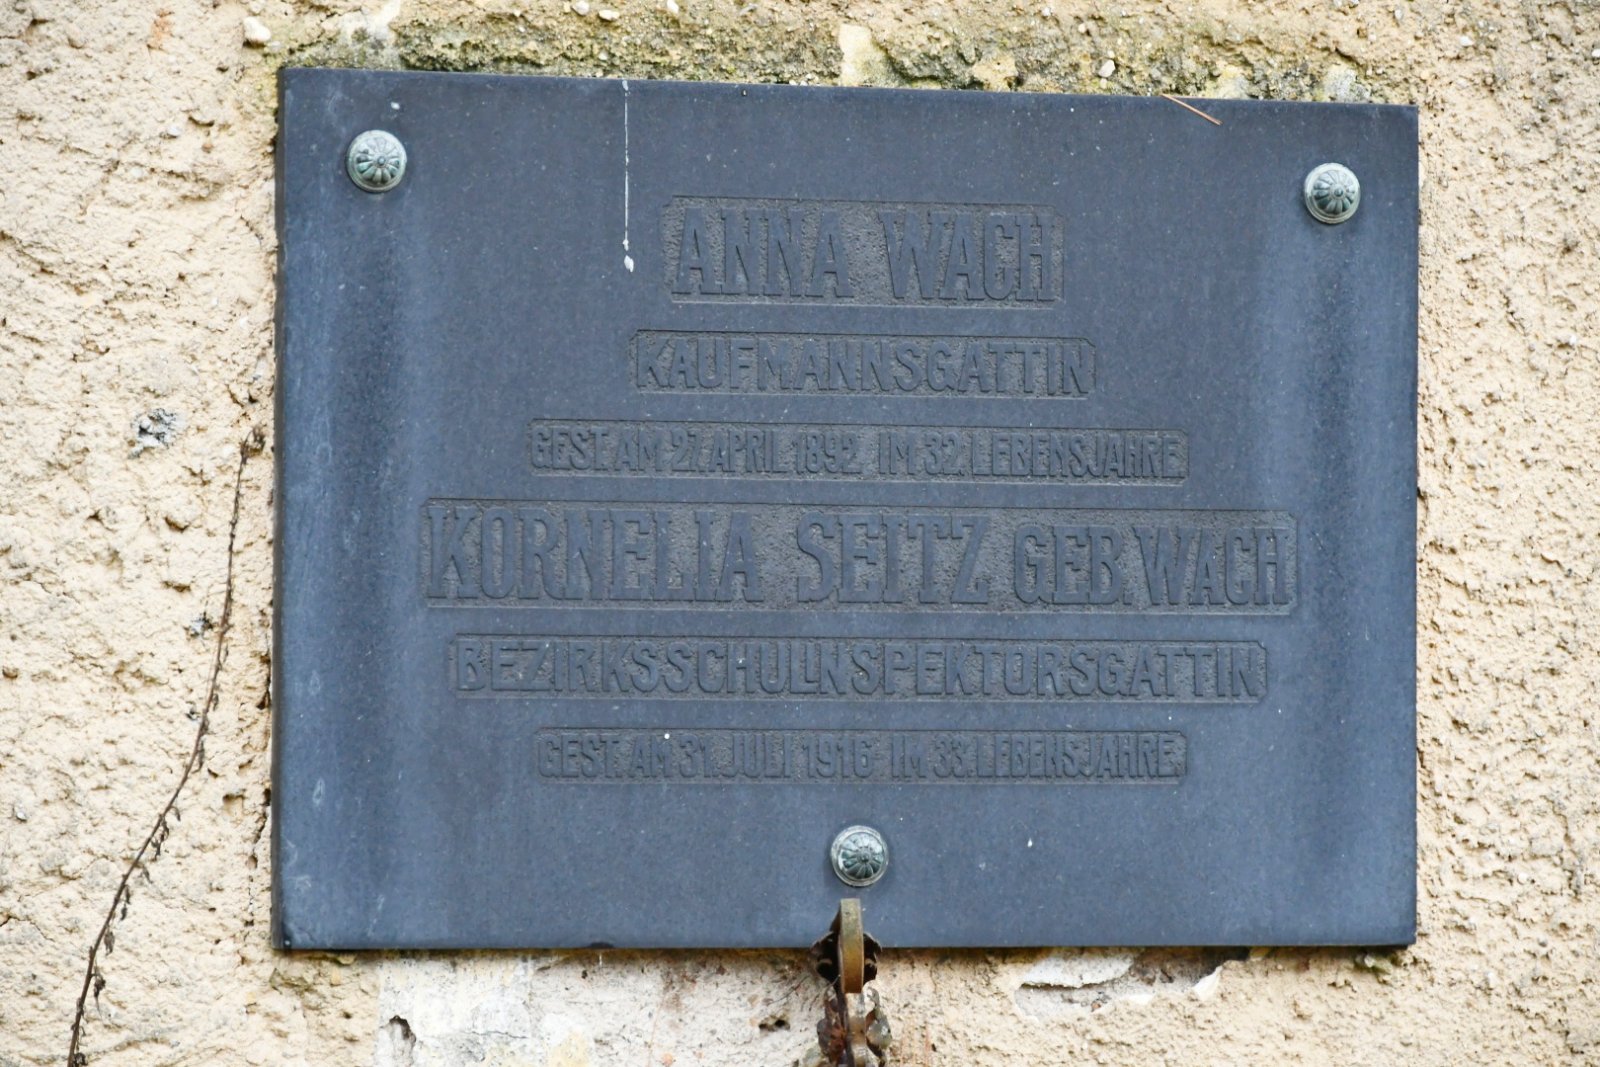 ANNA WACH
KAUFMANNSGATTIN
GEST. AM 27. APRIL 1892 IM 32. LEBENSJAHRE.
KORNELIA SEITZ GEB. WACH
BEZIRKSSCHULNSPEKTORSGATTIN
GEST. AM 31. JULI 1916 IM 33. LEBENSJAHRE.